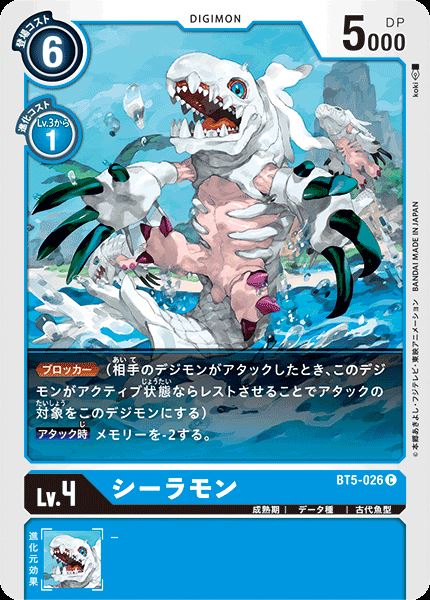 登場コスト
6
DIGIMON
DP
5000
進化コスト
Lv.3から
1
koki
BANDAI MADE IN JAPAN
© 本郷あきよし・フジテレビ・東映アニメーション
ブロッカー （相手のデジモンがアタックしたとき、このデジ
モンがアクティブ状態ならレストさせることでアタックの
対象をこのデジモンにする）
アタック時 メモリーを-2する。
BT5-026 C
Lv.4 シーラモン
成熟期 | データ種 | 古代魚型
進化元効果
–